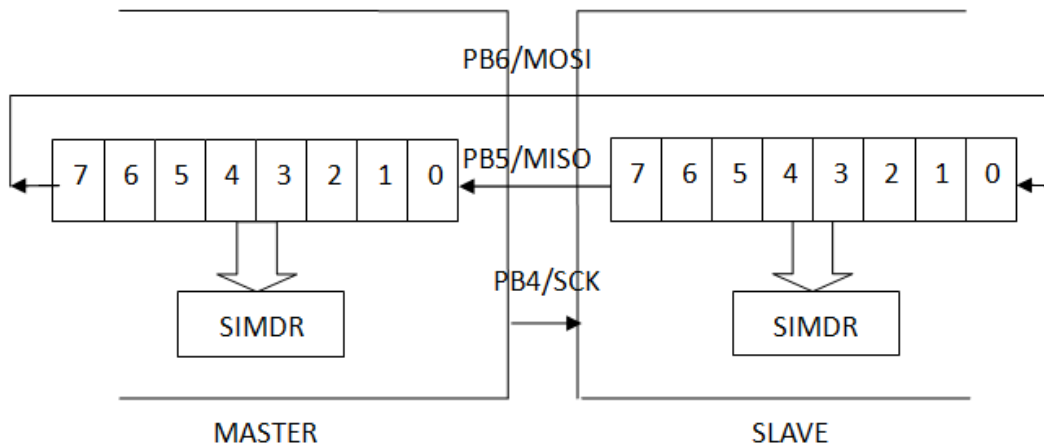 PB6/MOSI
7 6 5 4 3 2 1 0
PB5/MISO
7 6 5 4 3 2 1 0
PB4/SCK
SIMDR
SIMDR
MASTER
SLAVE